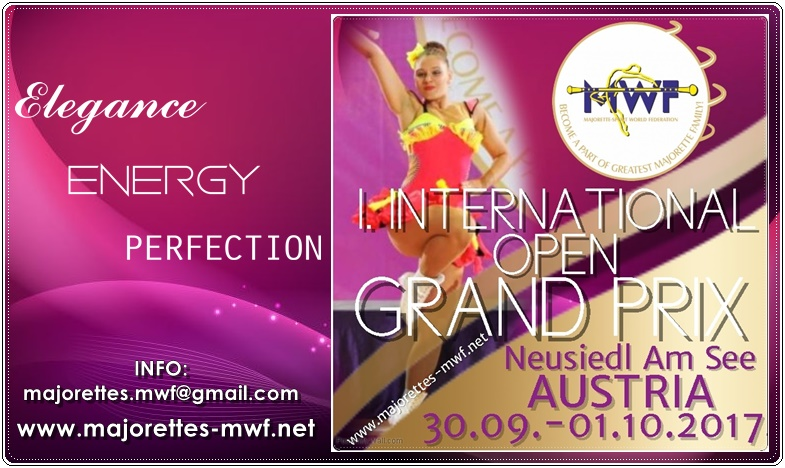 Elegance
ENERGY
PERFECTION
INFO:
majorettes.mwf@gmail.com
www.majorettes-mwf.net
MWF
MAJORETTE-SPORT WORLD FEDERATION
BECOME A PART OF GREATEST MAJORETTE FAMILY!
I. INTERNATIONAL
OPEN
GRAND PRIX
www.majorettes-mwf.net
Neusiedl Am See
AUSTRIA
30.09.-01.10.2017.